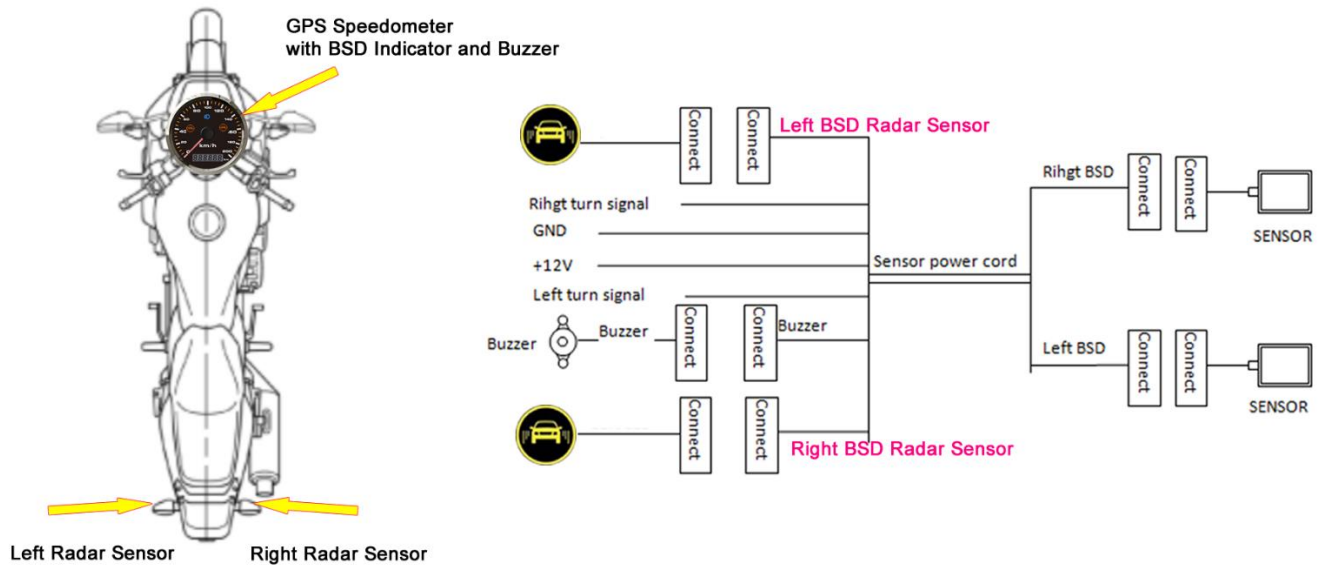 GPS Speedometer
with BSD Indicator and Buzzer
km/h
Left Radar Sensor
Right Radar Sensor
Connect
Connect
Left BSD Radar Sensor
Rihgt turn signal
GND
+12V
Left turn signal
Buzzer
Buzzer
Connect
Connect
Buzzer
Connect
Connect
Right BSD Radar Sensor
Sensor power cord
Rihgt BSD
Connect
Connect
SENSOR
Left BSD
Connect
Connect
SENSOR